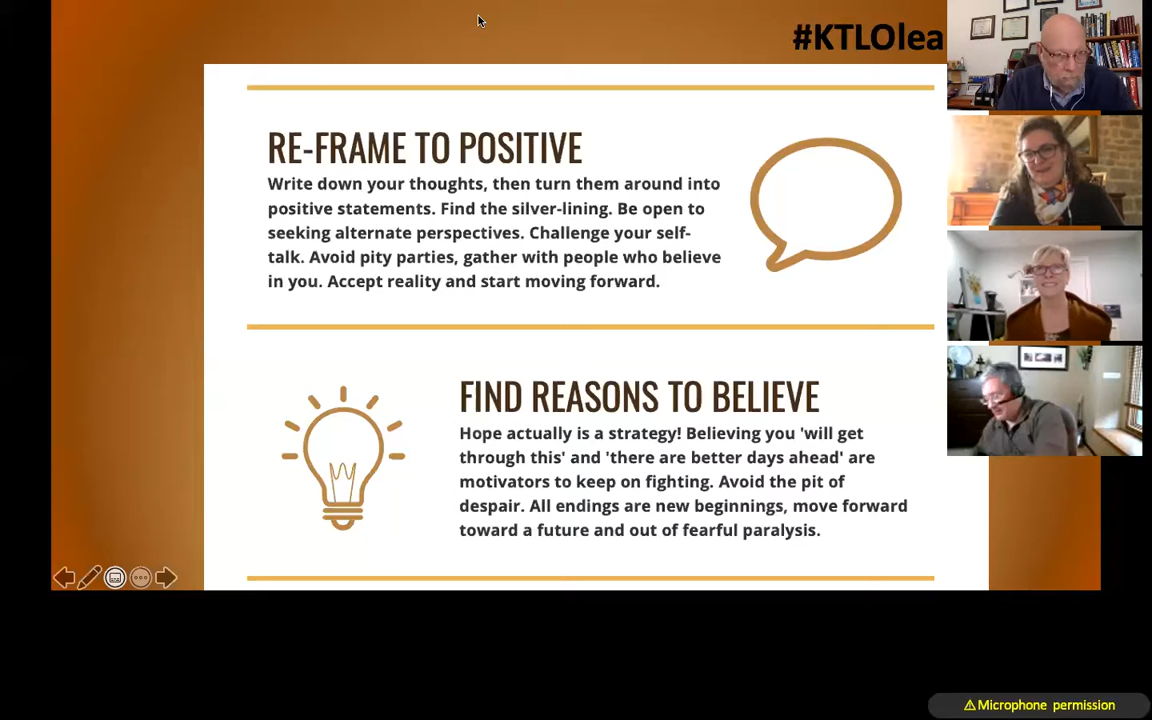 #KTLOlea
RE-FRAME TO POSITIVE
Write down your thoughts, then turn them around into
positive statements. Find the silver-lining. Be open to
seeking alternate perspectives. Challenge your self-
talk. Avoid pity parties, gather with people who believe
in you. Accept reality and start moving forward.
FIND REASONS TO BELIEVE
Hope actually is a strategy! Believing you 'will get
through this' and 'there are better days ahead' are
motivators to keep on fighting. Avoid the pit of
despair. All endings are new beginnings, move forward
toward a future and out of fearful paralysis.
⚠Microphone permission